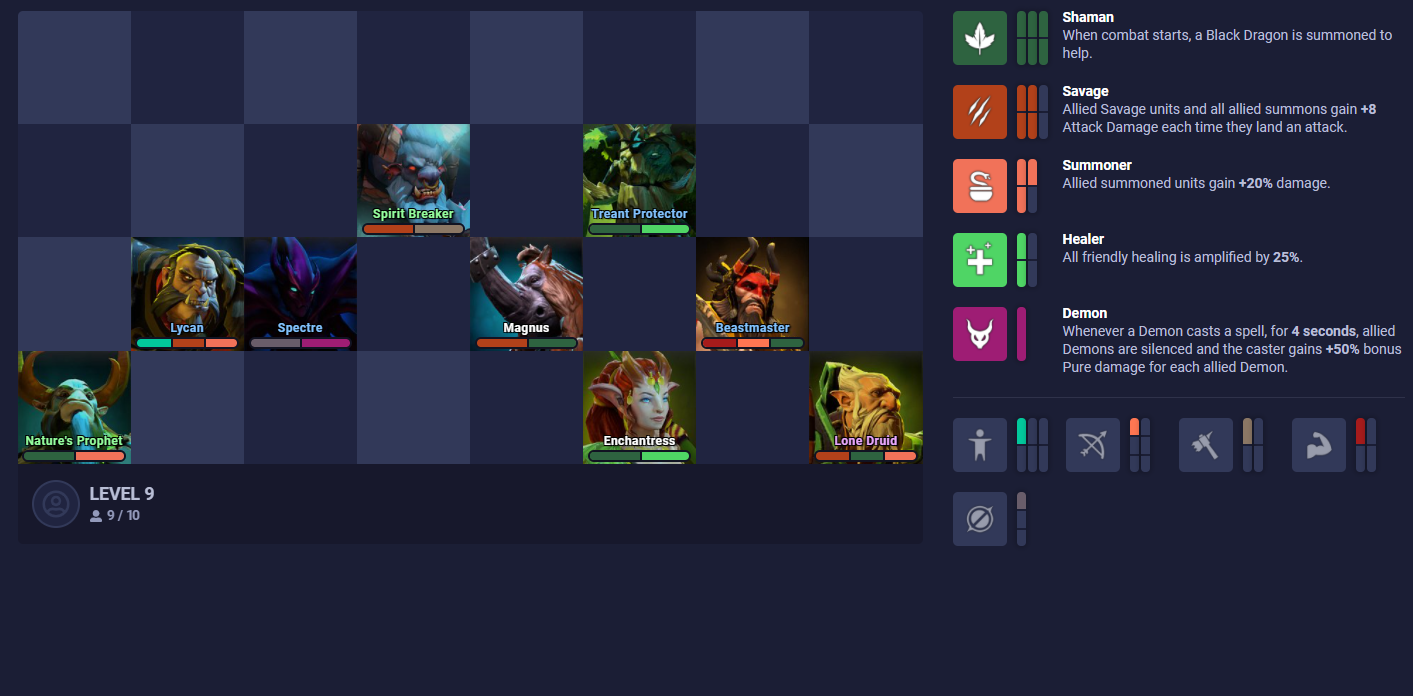 Spirit Breaker
Treant Protector
Lycan
Spectre
Magnus
Beastmaster
Nature's Prophet
Enchantress
Lone Druid
LEVEL 9
9 / 10
Shaman
When combat starts, a Black Dragon is summoned to
help.
Savage
Allied Savage units and all allied summons gain +8
Attack Damage each time they land an attack.
Summoner
Allied summoned units gain +20% damage.
Healer
All friendly healing is amplified by 25%.
Demon
Whenever a Demon casts a spell, for 4 seconds, allied
Demons are silenced and the caster gains +50% bonus
Pure damage for each allied Demon.